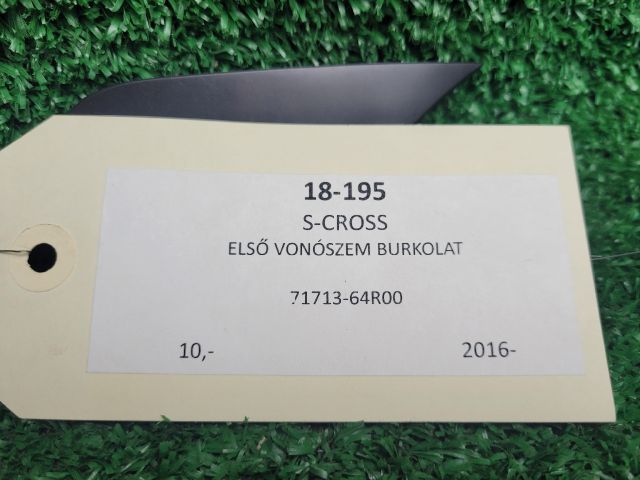 18-195
S-CROSS
ELSŐ VONÓSZEM BURKOLAT
71713-64R00
10,- 2016-